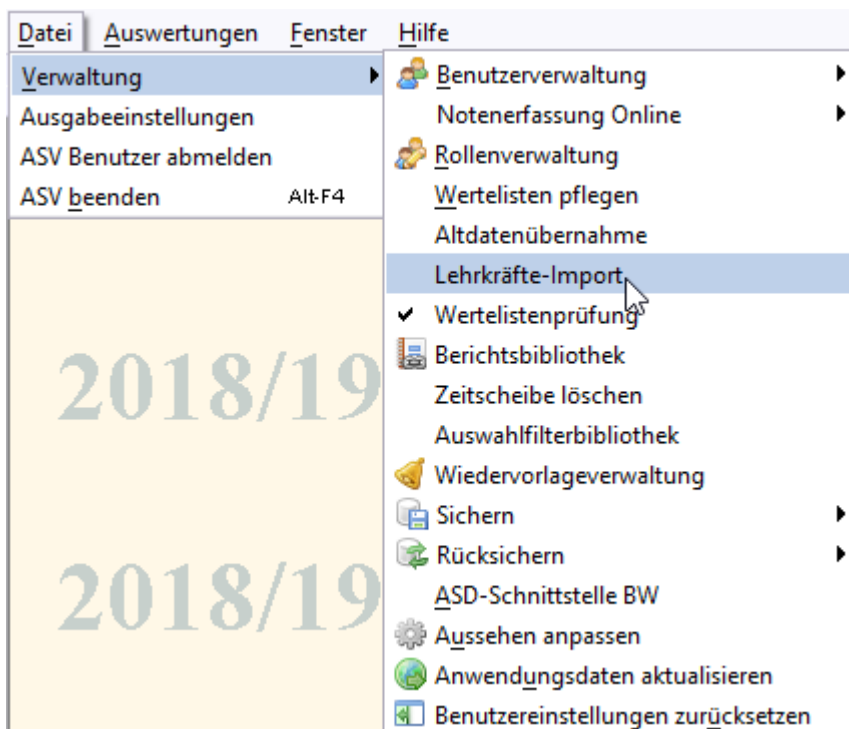 Datei Auswertungen Fenster Hilfe
Verwaltung
Ausgabeeinstellungen
ASV Benutzer abmelden
ASV beenden Alt-F4
Benutzerverwaltung
Notenerfassung Online
Rollenverwaltung
Wertelisten pflegen
Altdatenübernahme
Lehrkräfte-Import
Wertelistenprüfung
Berichtsbibliothek
Zeitscheibe löschen
Auswahlfilterbibliothek
Wiedervorlageverwaltung
Sichern
Rücksichern
ASD-Schnittstelle BW
Aussehen anpassen
Anwendungsdaten aktualisieren
Benutzereinstellungen zurücksetzen
2018/19
2018/19